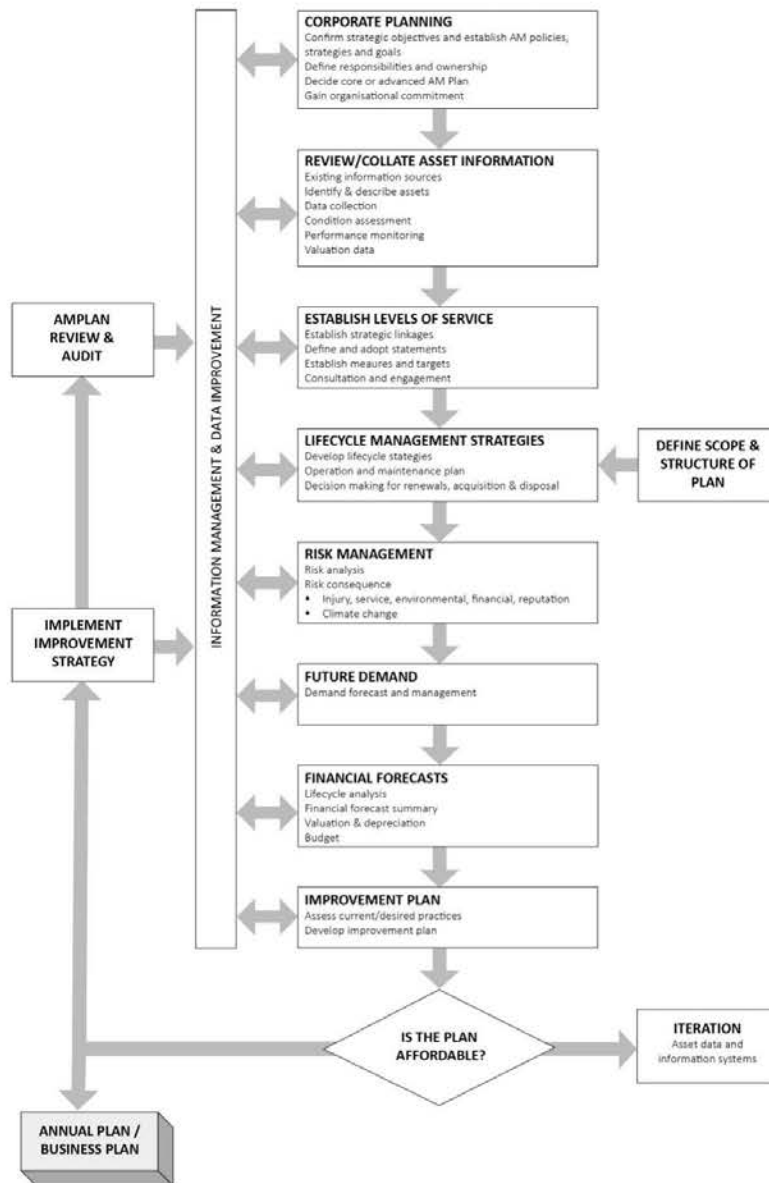 CORPORATE PLANNING
Confirm strategic objectives and establish AM policies,
strategies and goals
Define responsibilities and ownership
Decide core or advanced AM Plan
Gain organisational commitment
REVIEW/COLLATE ASSET INFORMATION
Existing information sources
Identify & describe assets
Data collection
Condition assessment
Performance monitoring
Valuation data
ESTABLISH LEVELS OF SERVICE
Establish strategic linkages
Define and adopt statements
Establish meaures and targets
Consultation and engagement
LIFECYCLE MANAGEMENT STRATEGIES
Develop lifecycle stategies
Operation and maintenance plan
Decision making for renewals, acquisition & disposal
DEFINE SCOPE &
STRUCTURE OF
PLAN
RISK MANAGEMENT
Risk analysis
Risk consequence
• Injury, service, environmental, financial, reputation
• Climate change
FUTURE DEMAND
Demand forecast and management
FINANCIAL FORECASTS
Lifecycle analysis
Financial forecast summary
Valuation & depreciation
Budget
IMPROVEMENT PLAN
Assess current/desired practices
Develop improvement plan
INFORMATION MANAGEMENT & DATA IMPROVEMENT
AMPLAN
REVIEW &
AUDIT
IMPLEMENT
IMPROVEMENT
STRATEGY
IS THE PLAN
AFFORDABLE?
ITERATION
Asset data and
information systems
ANNUAL PLAN /
BUSINESS PLAN